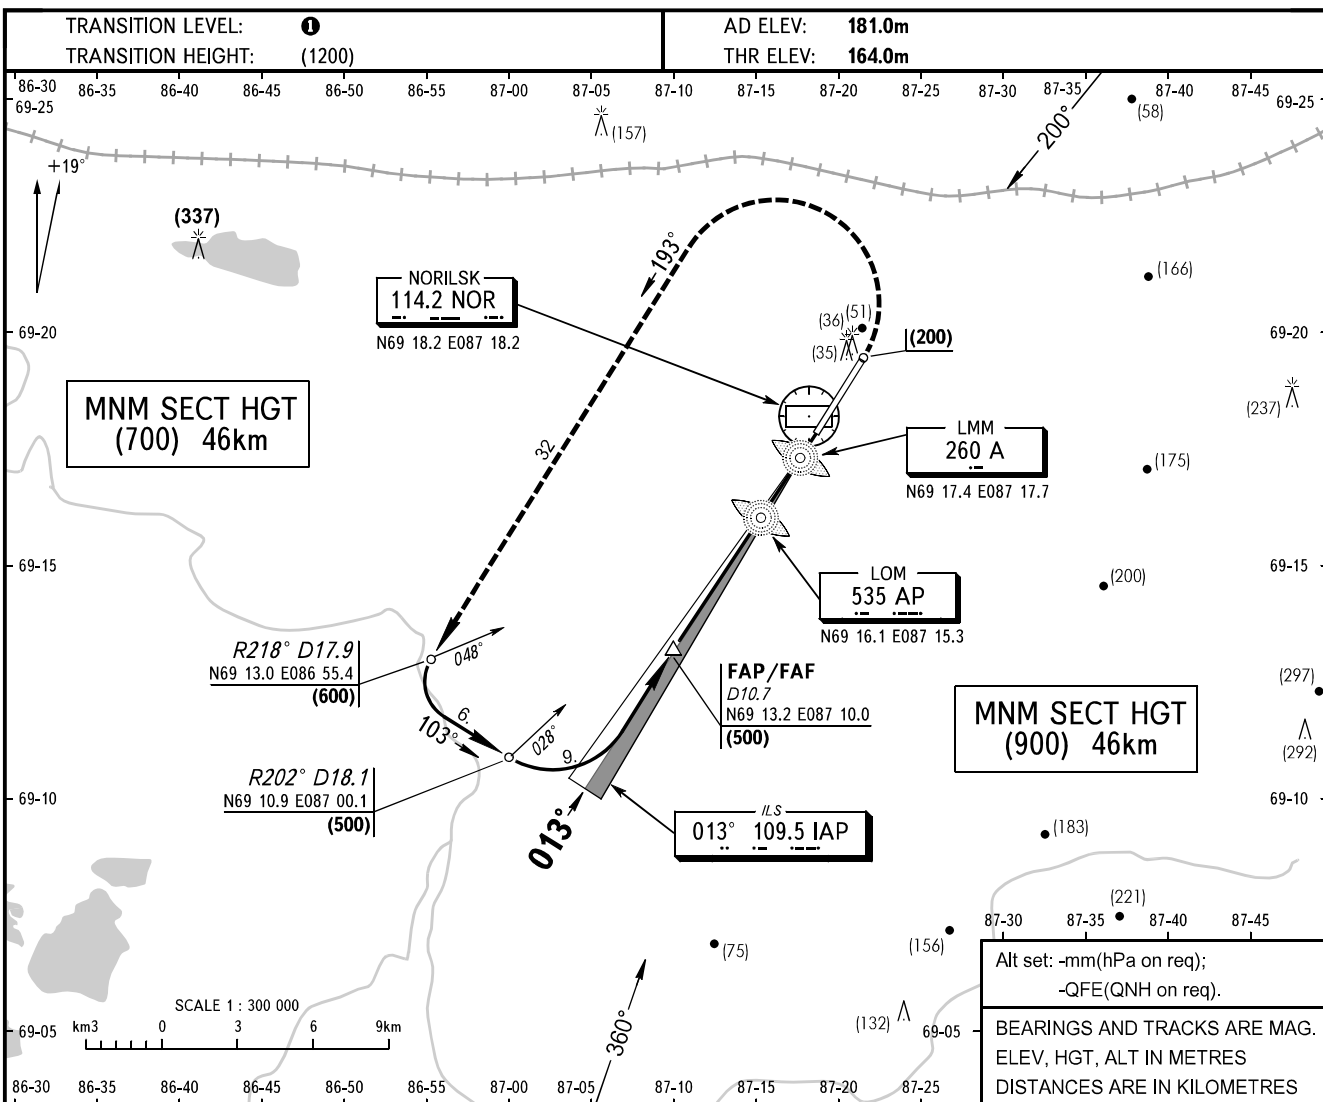 TRANSITION LEVEL: ❶
TRANSITION HEIGHT: (1200)
AD ELEV: 181.0m
THR ELEV: 164.0m
86-30 86-35 86-40 86-45 86-50 86-55 87-00 87-05 87-10 87-15 87-20 87-25 87-30 87-35 87-40 87-45
69-25 69-25
(58)
(157)
200°
+19°
(337)
193°
NORILSK
114.2 NOR
N69 18.2 E087 18.2
(166)
(36) (51)
(35)
(200)
69-20 69-20
MNM SECT HGT
(700) 46km
(237)
LMM
260 A
N69 17.4 E087 17.7
(175)
32
69-15 69-15
LOM
535 AP
N69 16.1 E087 15.3
(200)
R218° D17.9
N69 13.0 E086 55.4
(600)
048°
FAP/FAF
D10.7
N69 13.2 E087 10.0
(500)
(297)
MNM SECT HGT
(900) 46km
(292)
6.
103°
028°
9.
R202° D18.1
N69 10.9 E087 00.1
(500)
69-10 69-10
013°
ILS
013° 109.5 IAP
(183)
(221)
87-30 87-35 87-40 87-45
(75)
(156)
Alt set: -mm(hPa on req);
-QFE(QNH on req).
SCALE 1 : 300 000
km3 0 3 6 9km
360°
(132)
69-05 69-05
BEARINGS AND TRACKS ARE MAG.
ELEV, HGT, ALT IN METRES
DISTANCES ARE IN KILOMETRES
86-30 86-35 86-40 86-45 86-50 86-55 87-00 87-05 87-10 87-15 87-20 87-25